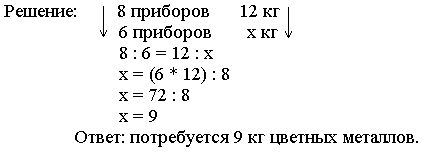 Решение: 8 приборов 12 кг
6 приборов х кг
8 : 6 = 12 : х
х = (6 * 12) : 8
х = 72 : 8
х = 9
Ответ: потребуется 9 кг цветных металлов.